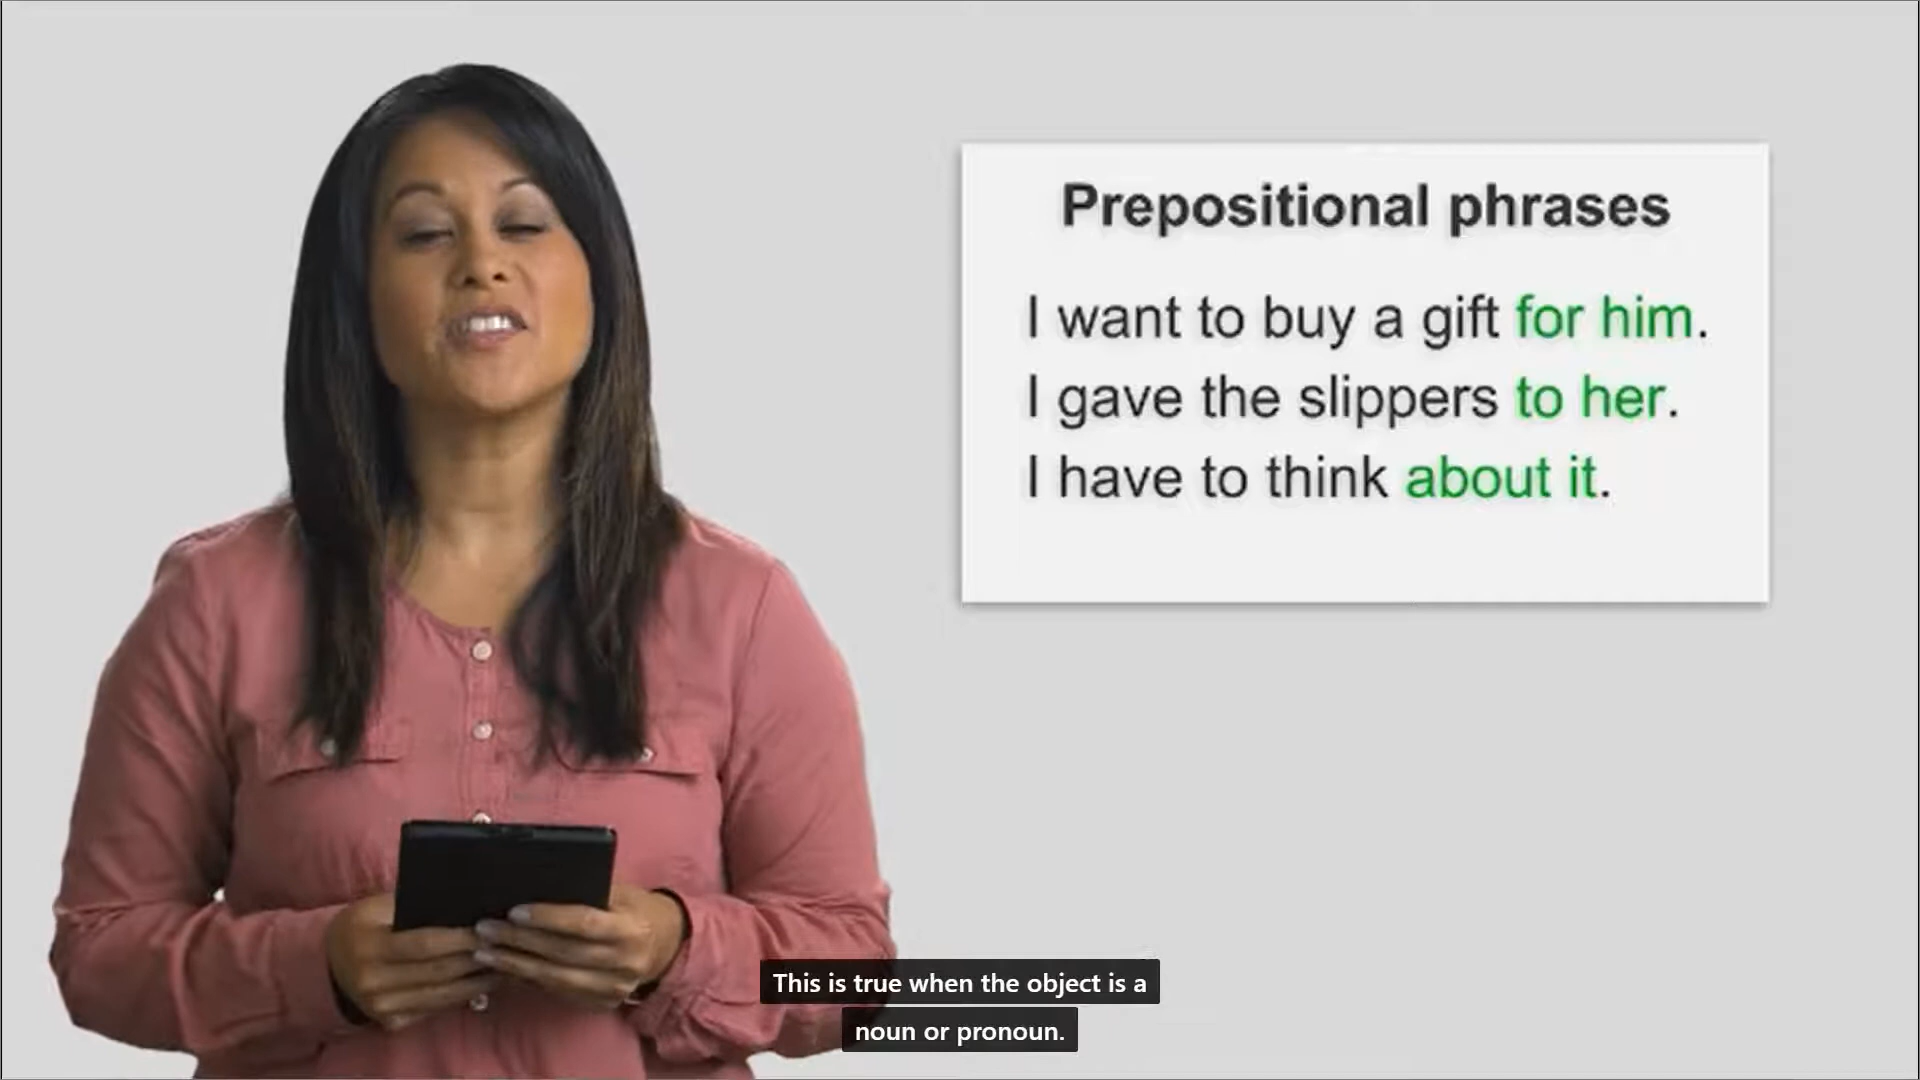 Prepositional phrases
I want to buy a gift for him.
I gave the slippers to her.
I have to think about it.
This is true when the object is a
noun or pronoun.